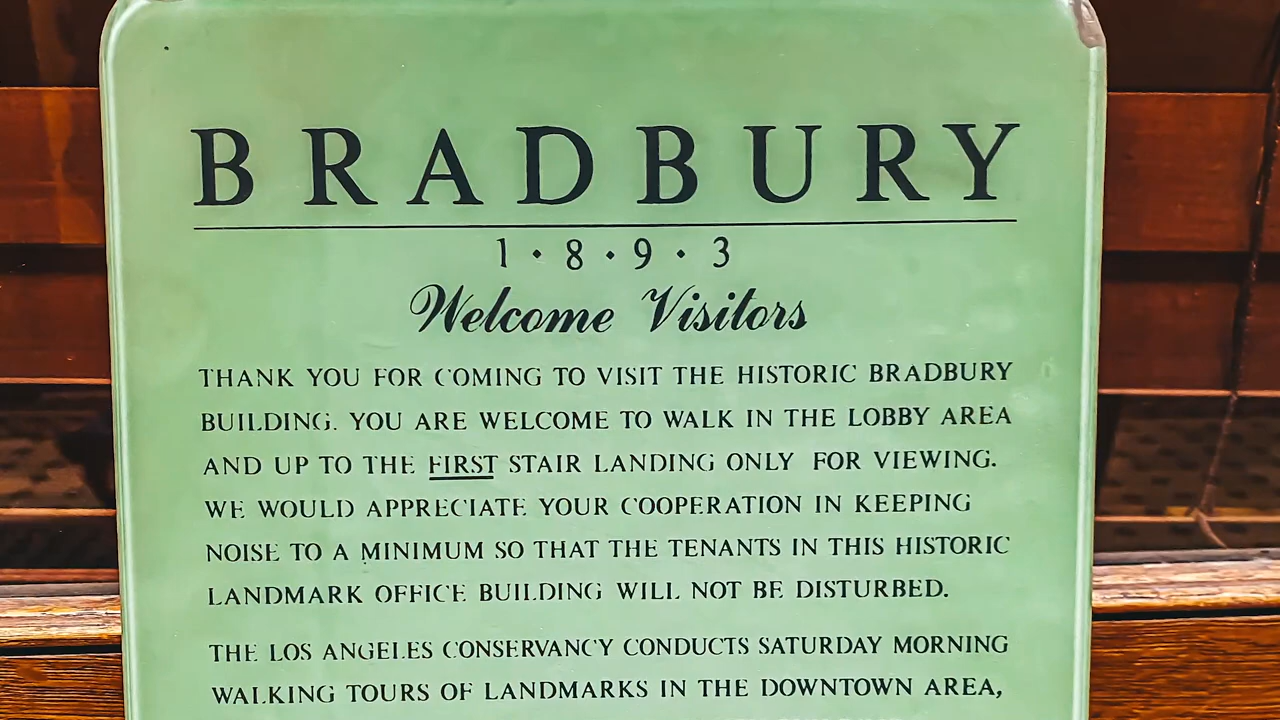 BRADBURY
1·8·9·3
Welcome Visitors
THANK YOU FOR COMING TO VISIT THE HISTORIC BRADBURY
BUILDING. YOU ARE WELCOME TO WALK IN THE LOBBY AREA
AND UP TO THE FIRST STAIR LANDING ONLY FOR VIEWING.
WE WOULD APPRECIATE YOUR COOPERATION IN KEEPING
NOISE TO A MINIMUM SO THAT THE TENANTS IN THIS HISTORIC
LANDMARK OFFICE BUILDING WILL NOT BE DISTURBED.
THE LOS ANGELES CONSERVANCY CONDUCTS SATURDAY MORNING
WALKING TOURS OF LANDMARKS IN THE DOWNTOWN AREA,